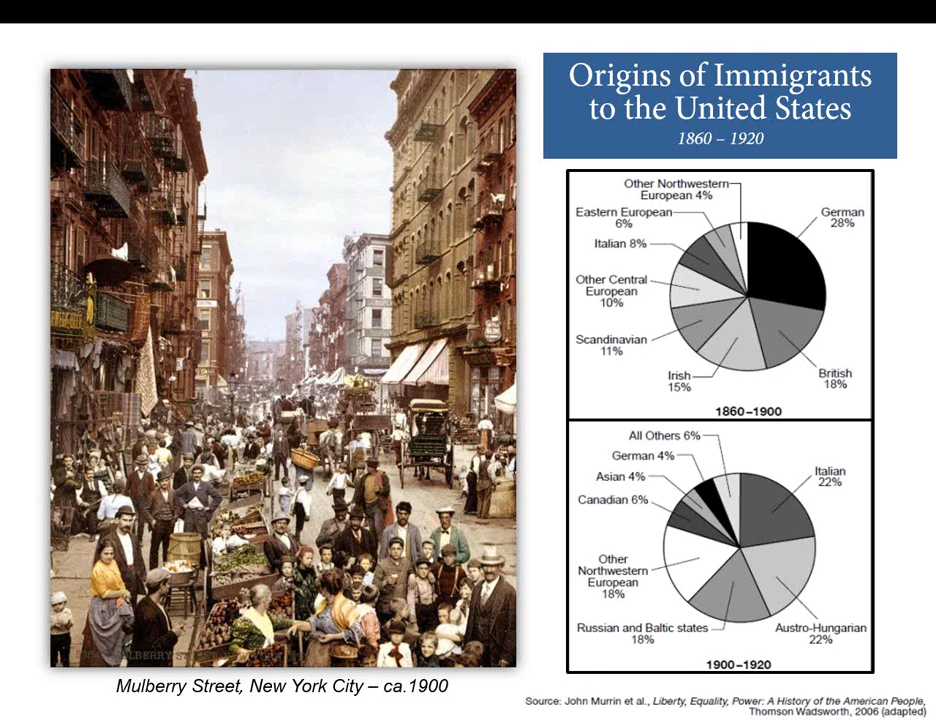 Origins of Immigrants
to the United States
1860 – 1920
Other Northwestern
European 4%
Eastern European
6%
Italian 8%
Other Central
European
10%
Scandinavian
11%
Irish
15%
German
28%
British
18%
1860–1900
All Others 6%
German 4%
Asian 4%
Canadian 6%
Other
Northwestern
European
18%
Russian and Baltic states
18%
Italian
22%
Austro-Hungarian
22%
1900–1920
Mulberry Street, New York City – ca.1900
Source: John Murrin et al., Liberty, Equality, Power: A History of the American People,
Thomson Wadsworth, 2006 (adapted)